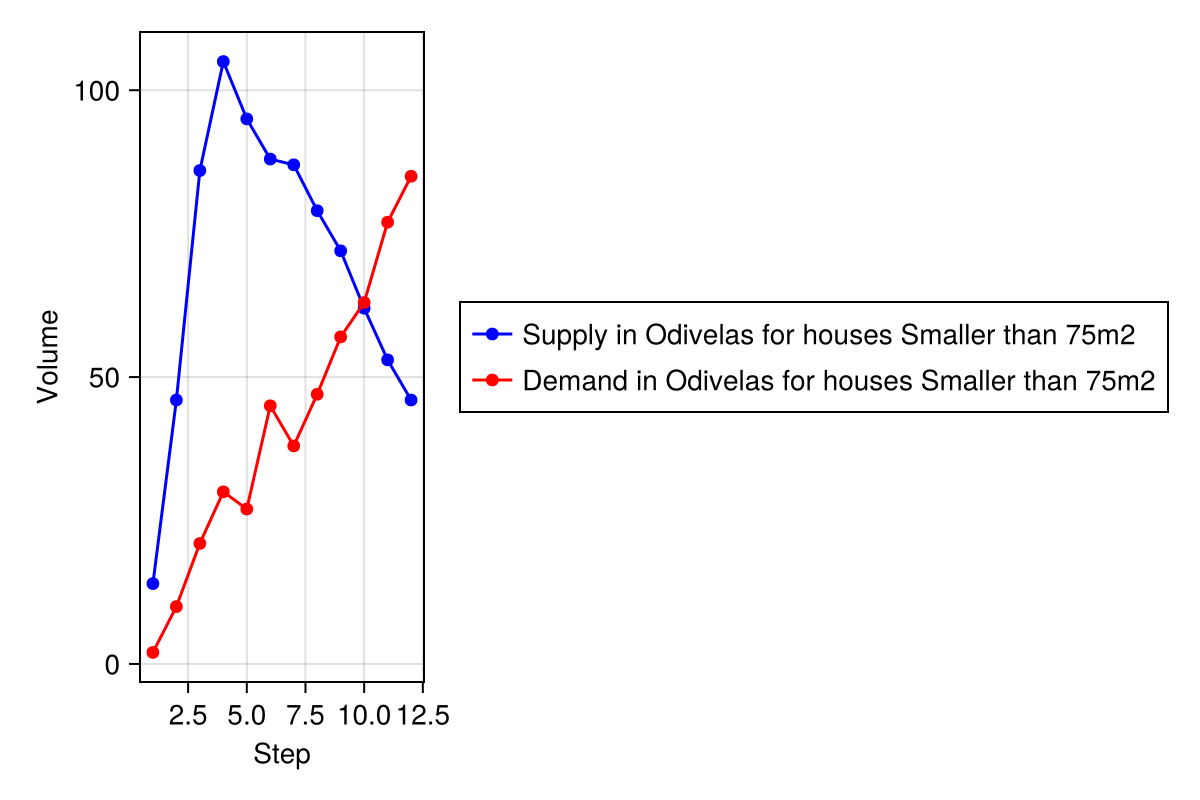 100
50
0
Volume
2.5 5.0 7.5 10.0 12.5
Step
Supply in Odivelas for houses Smaller than 75m2
Demand in Odivelas for houses Smaller than 75m2